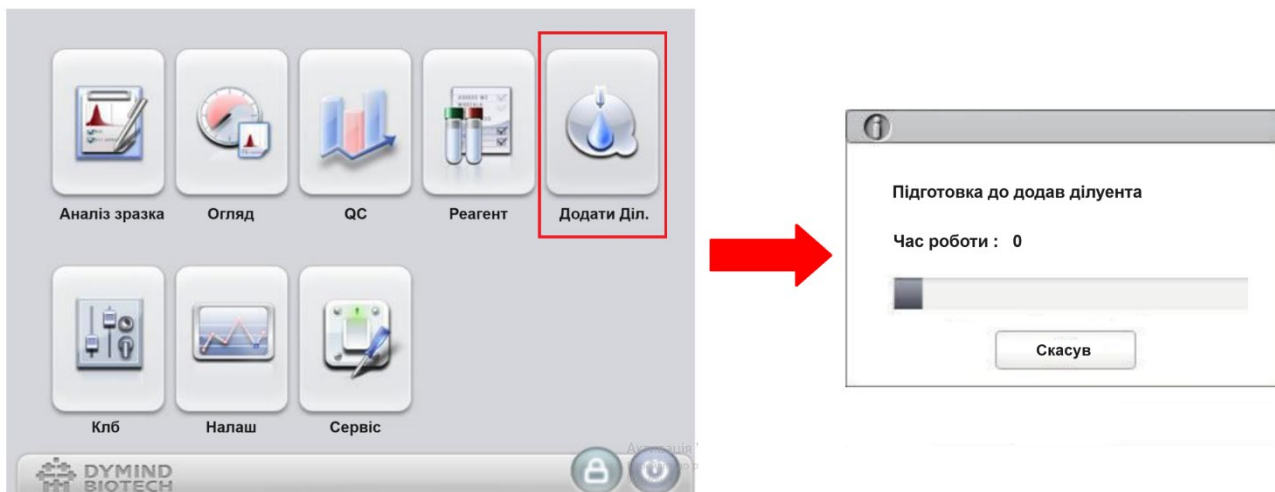 Аналіз зразка
Огляд
QC
Реагент
Додати Діл.
Клб
Налаш
Сервіс
DYMIND
BIOTECH
Підготовка до додав ділуента
Час роботи : 0
Скасув